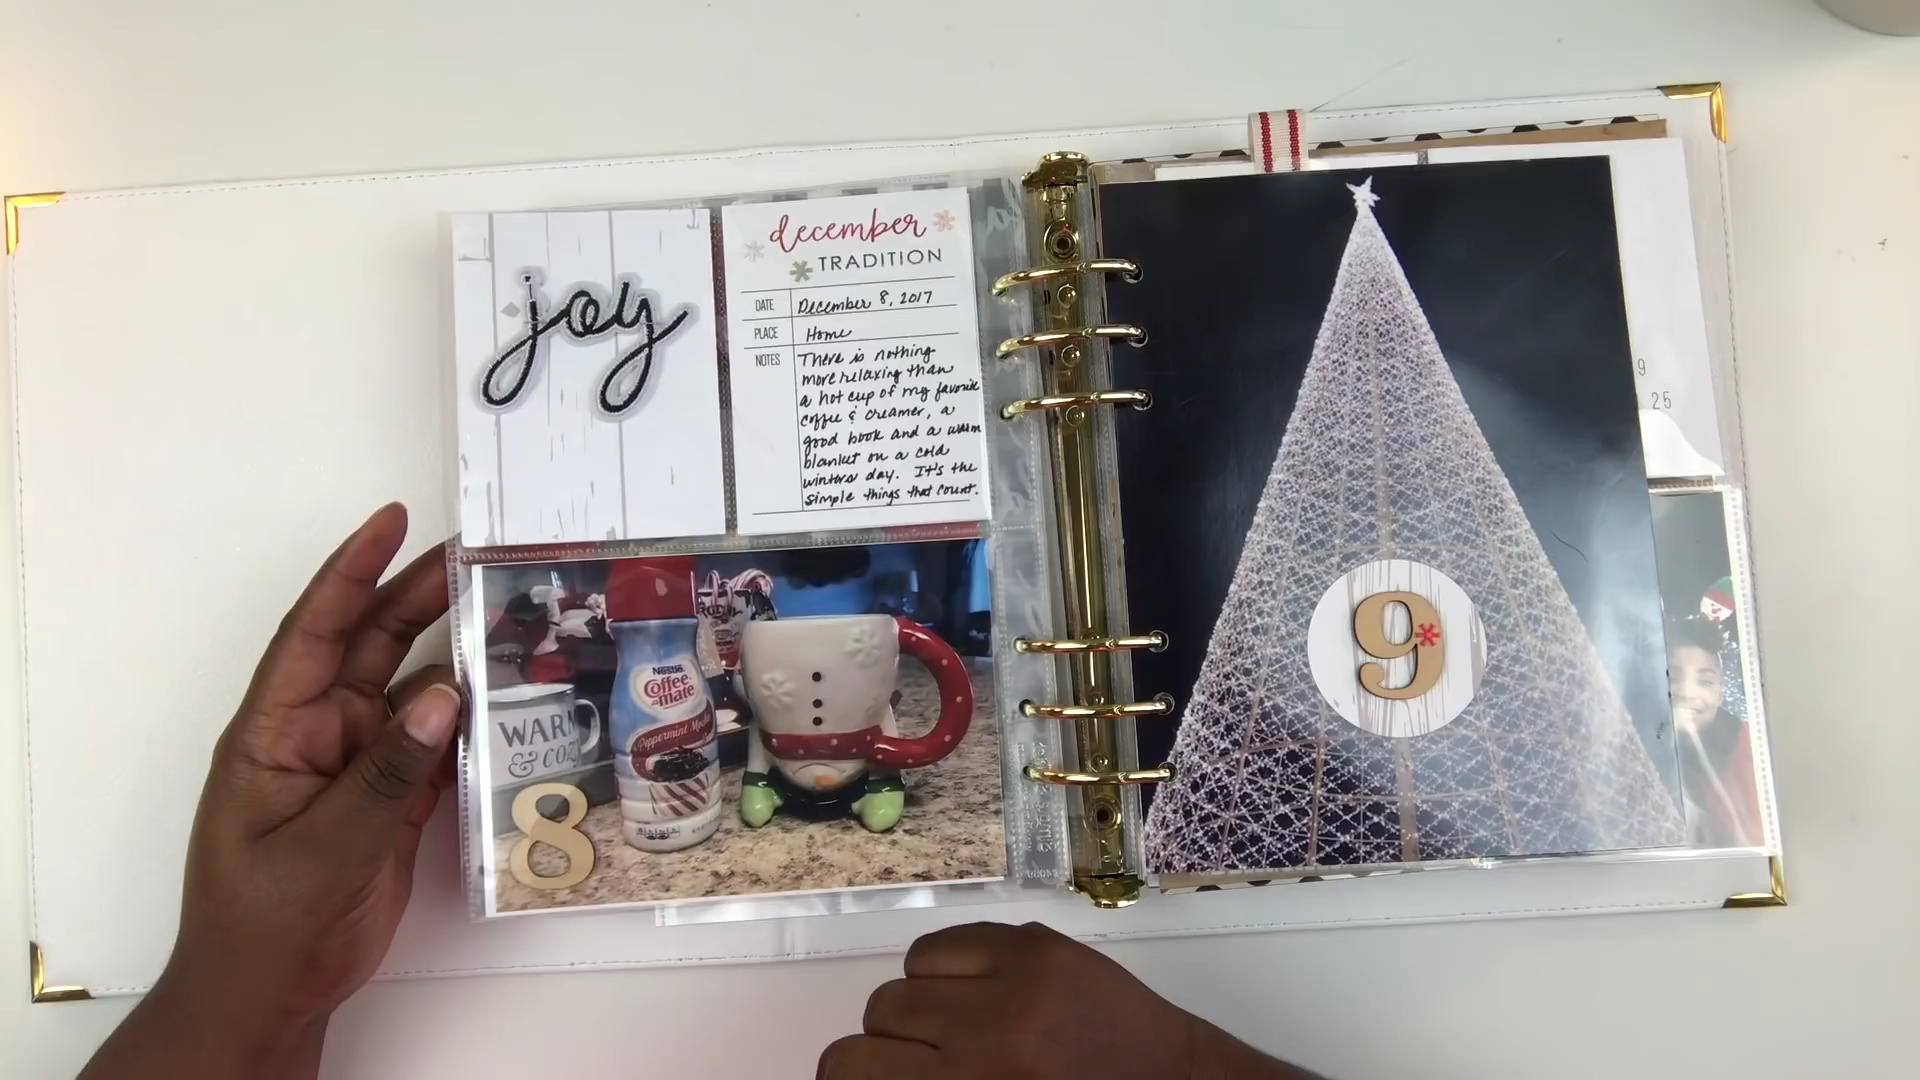 joy
december
TRADITION
DATE December 8, 2017
PLACE Home
NOTES There is nothing
more relaxing than
a hot cup of my favorite
coffee & creamer, a
good book and a warm
blanket on a cold
winters day. It's the
simple things that count.
WARM
& COZY
Nestle
Coffee-
mate
Peppermint Mocha
8
9
9
25